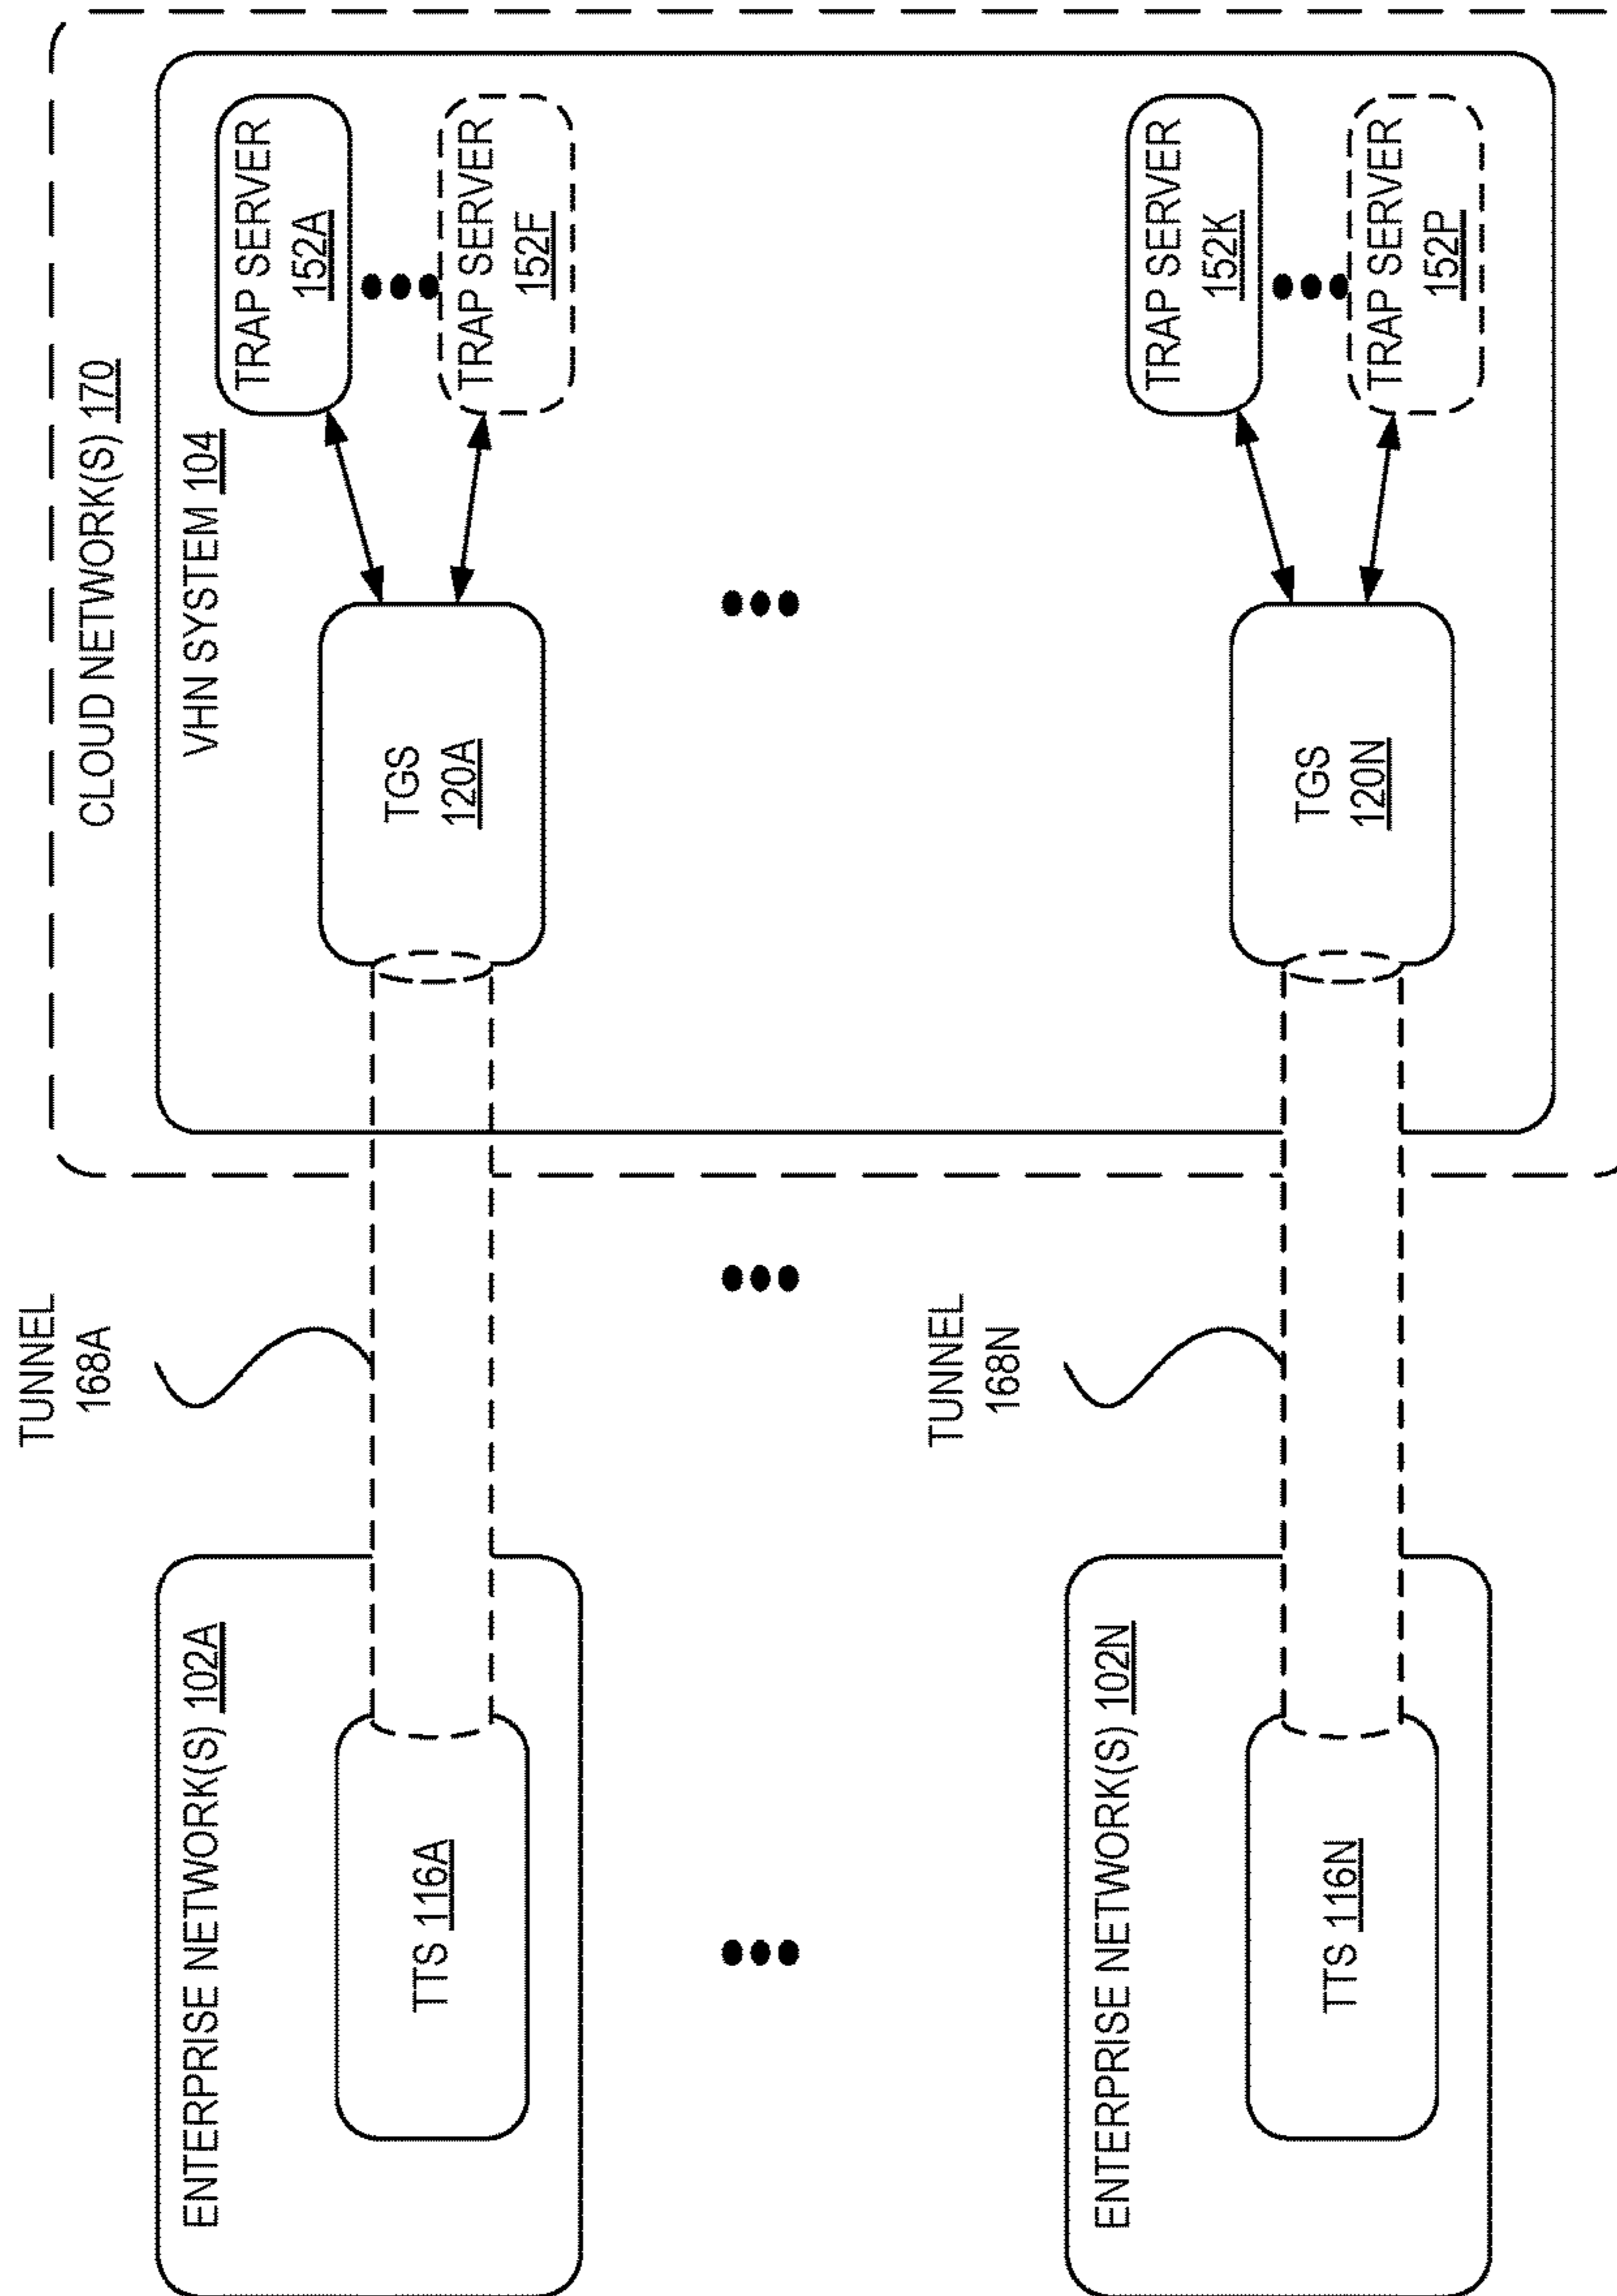 CLOUD NETWORK(S) 170
VHN SYSTEM 104
TUNNEL
168A
ENTERPRISE NETWORK(S) 102A
TTS 116A
TGS
120A
TRAP SERVER
152A
TRAP SERVER
152F
TUNNEL
168N
ENTERPRISE NETWORK(S) 102N
TTS 116N
TGS
120N
TRAP SERVER
152K
TRAP SERVER
152P